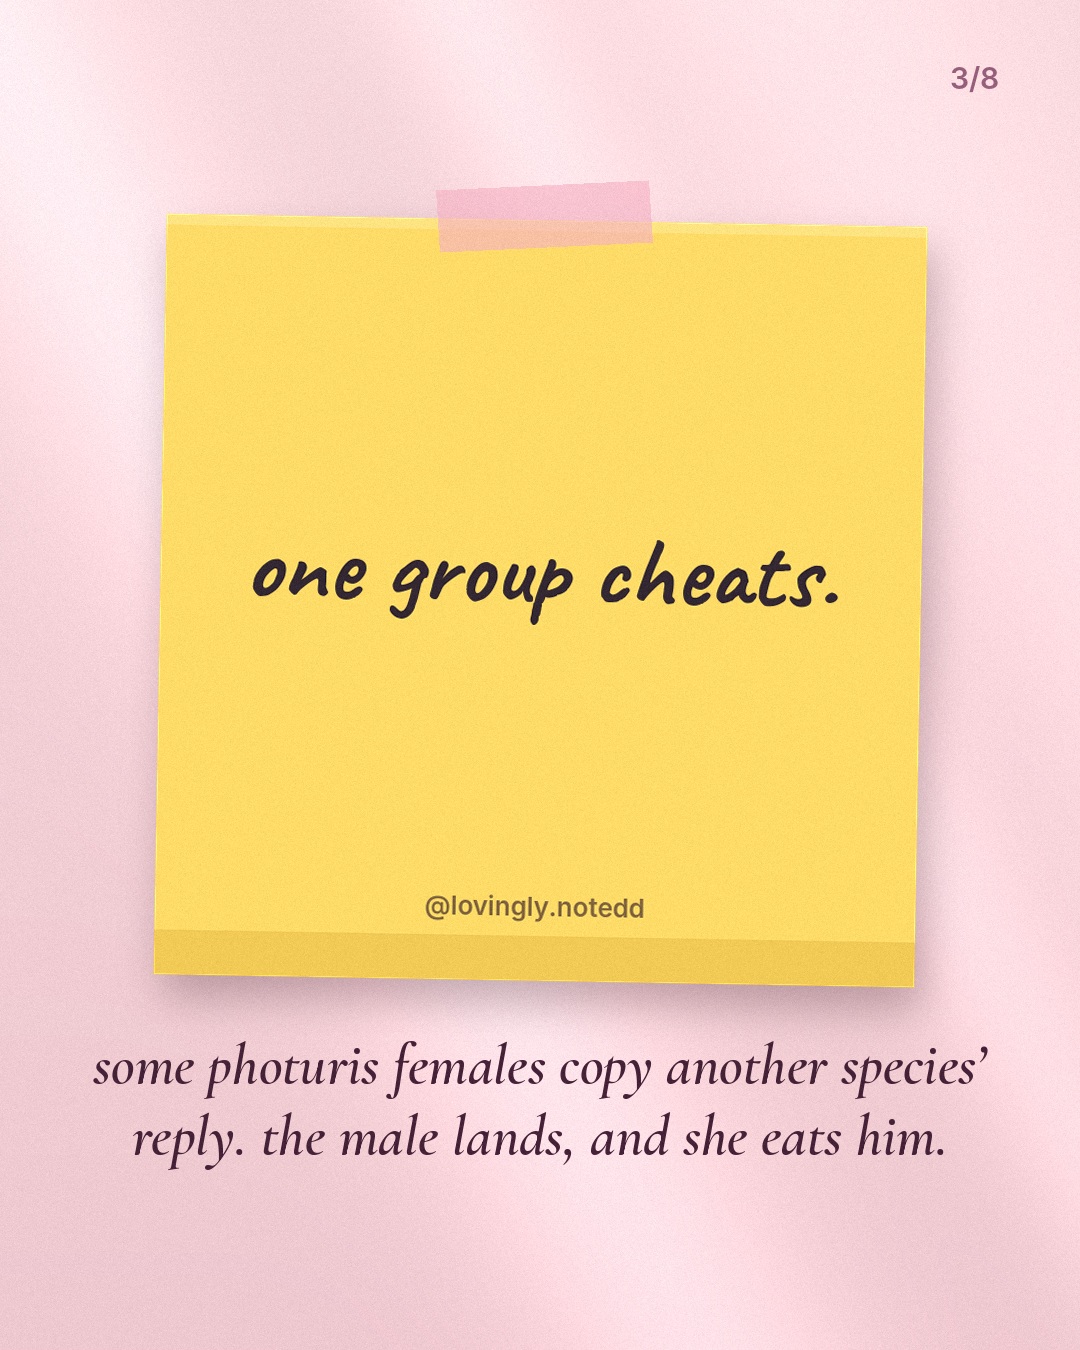 3/8
one group cheats.
@lovingly.notedd
some photuris females copy another species’
reply. the male lands, and she eats him.